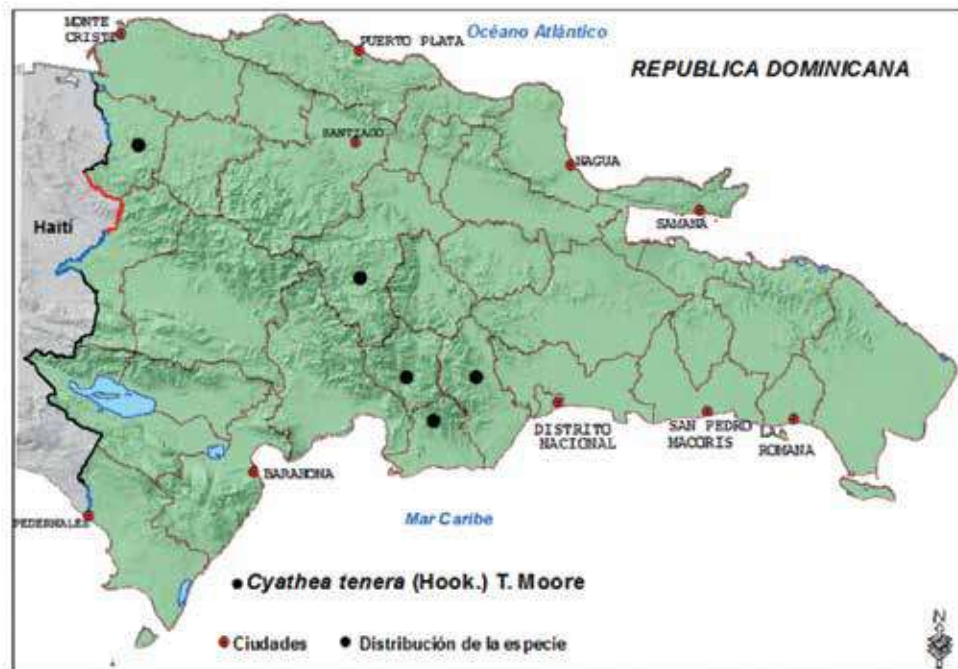 MONTE
CRISTI
PUERTO PLATA
Océano Atlántico
REPUBLICA DOMINICANA
SANTIAGO
NAGUA
SAMANA
Haití
DISTRITO
NACIONAL
SAN PEDRO
MACORIS
LA
ROMANA
BARAHONA
PEDERNALES
Mar Caribe
Cyathea tenera (Hook.) T. Moore
Ciudades
Distribución de la especie
N